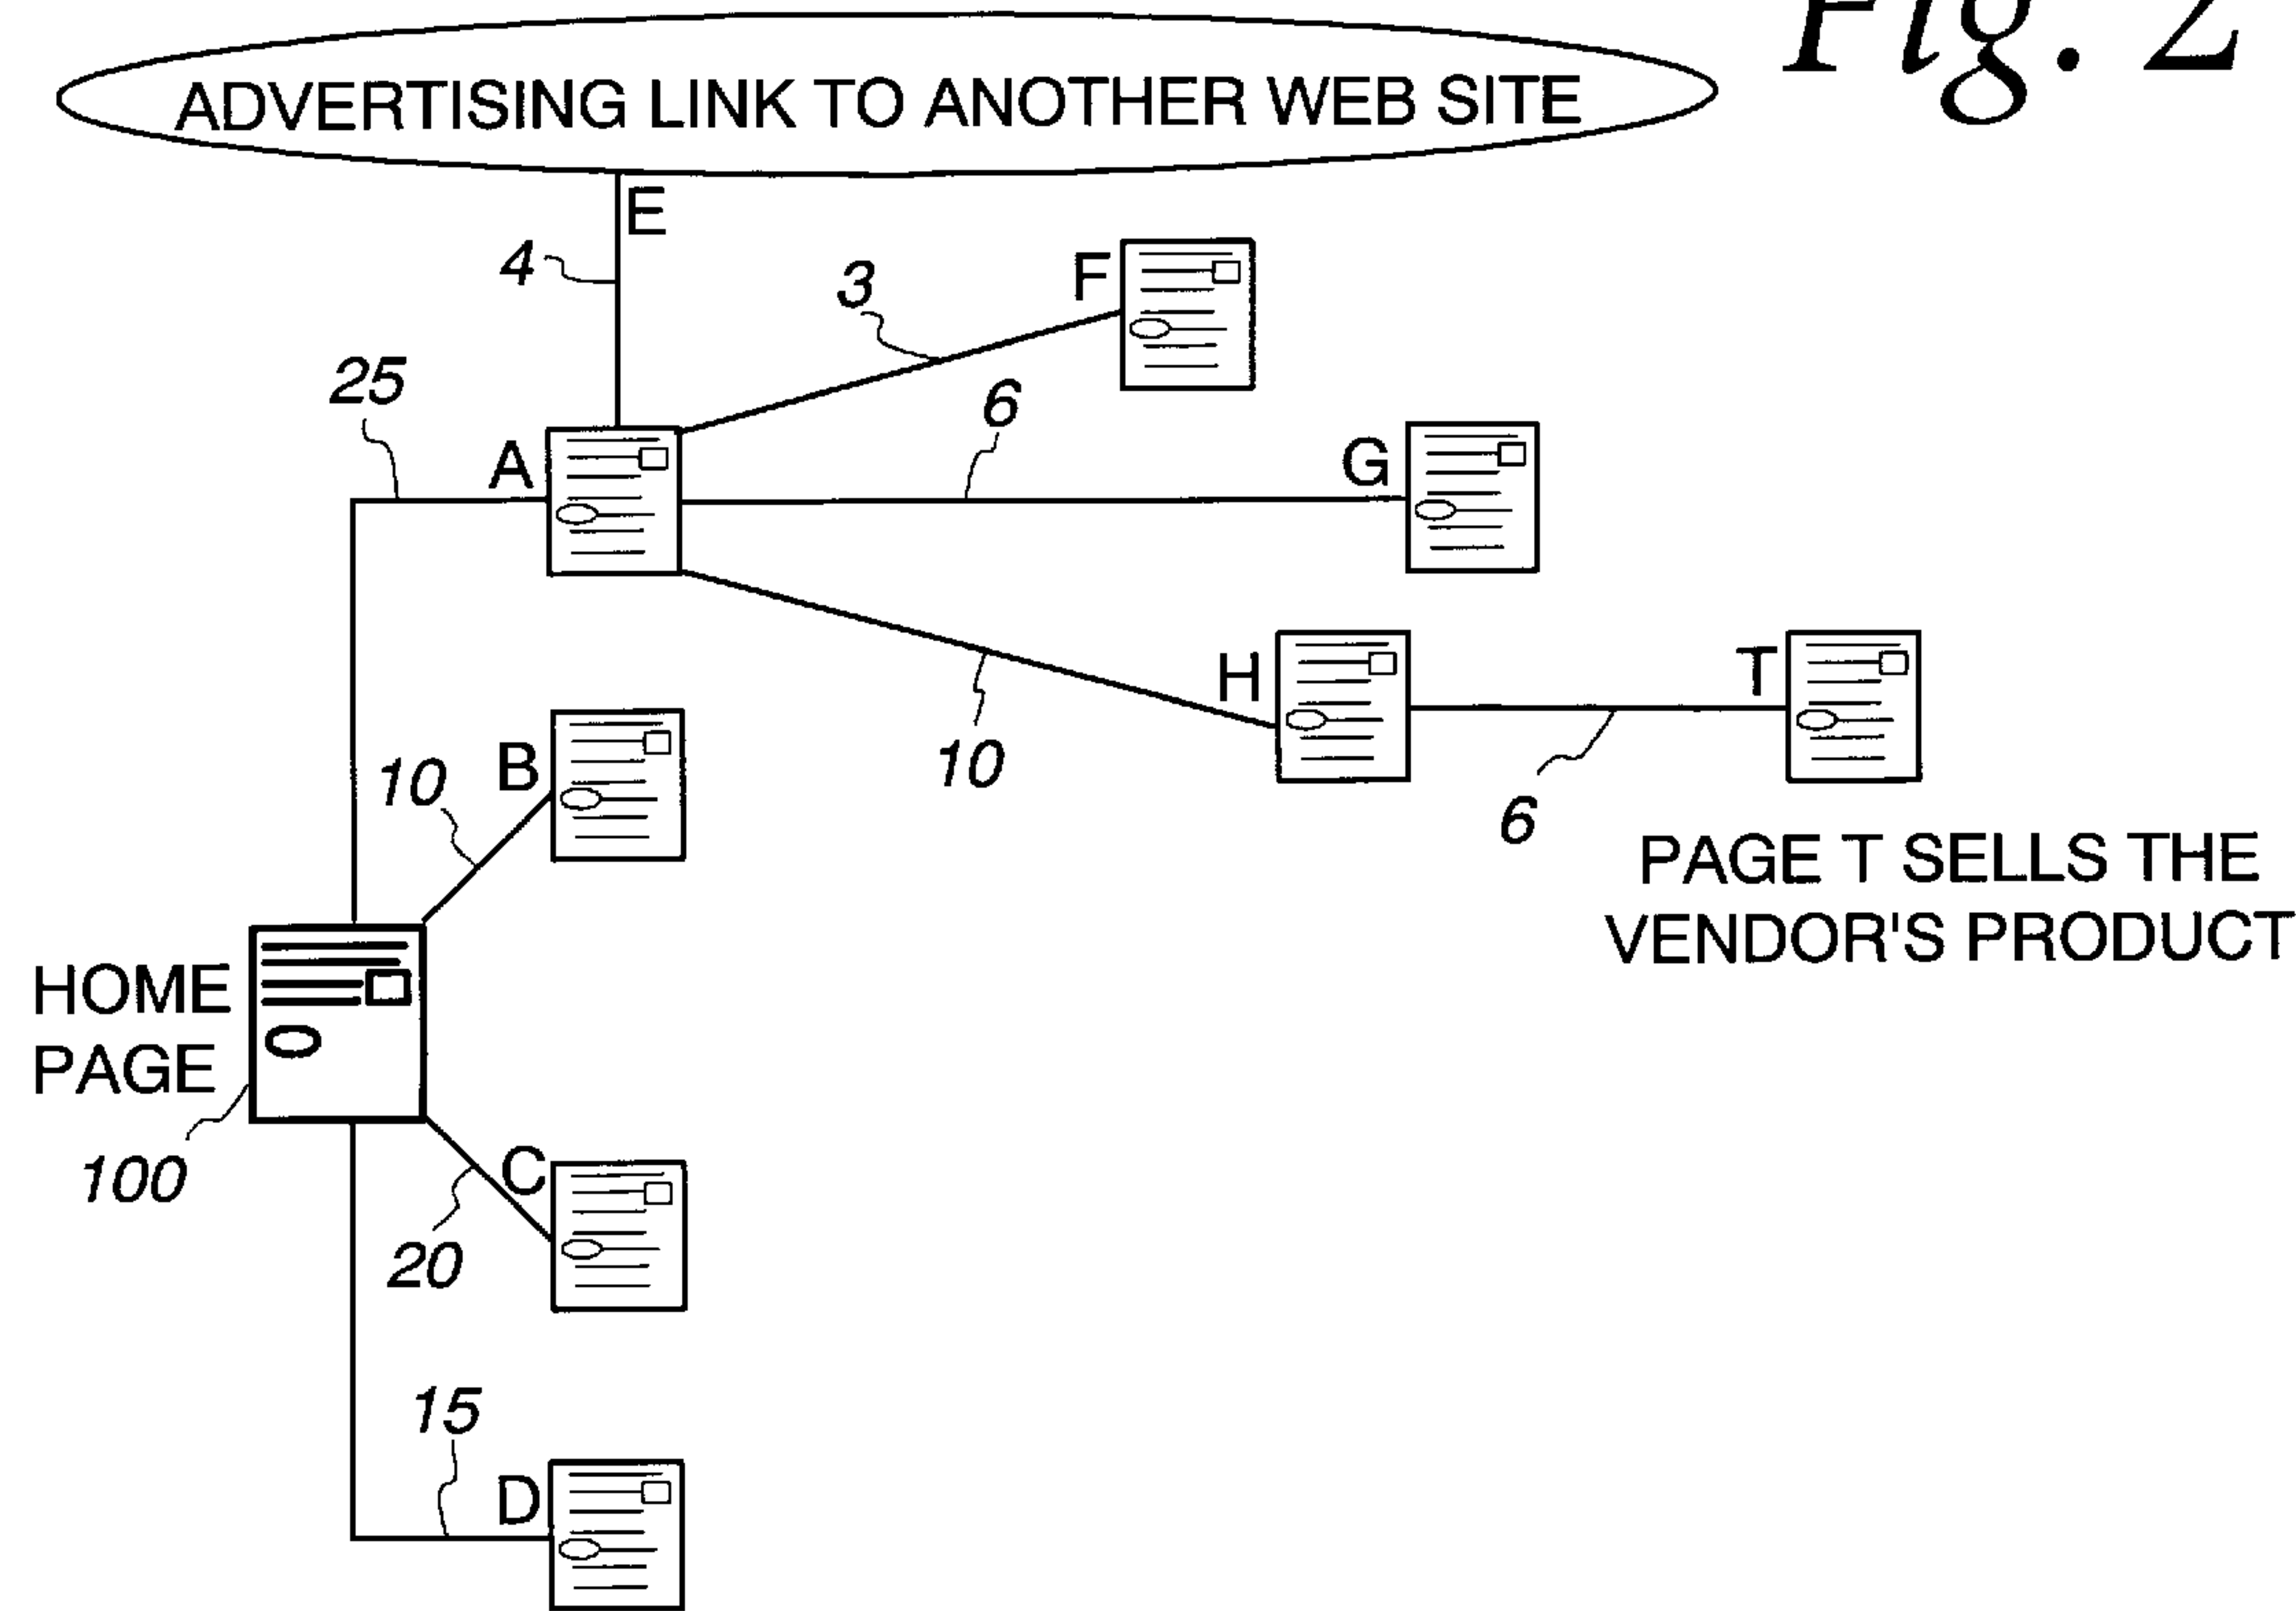 Fig. 2
ADVERTISING LINK TO ANOTHER WEB SITE
E
4
F
3
25
6
A
G
H
T
10
B
10
6
PAGE T SELLS THE
VENDOR'S PRODUCT
HOME
PAGE
100
C
20
15
D